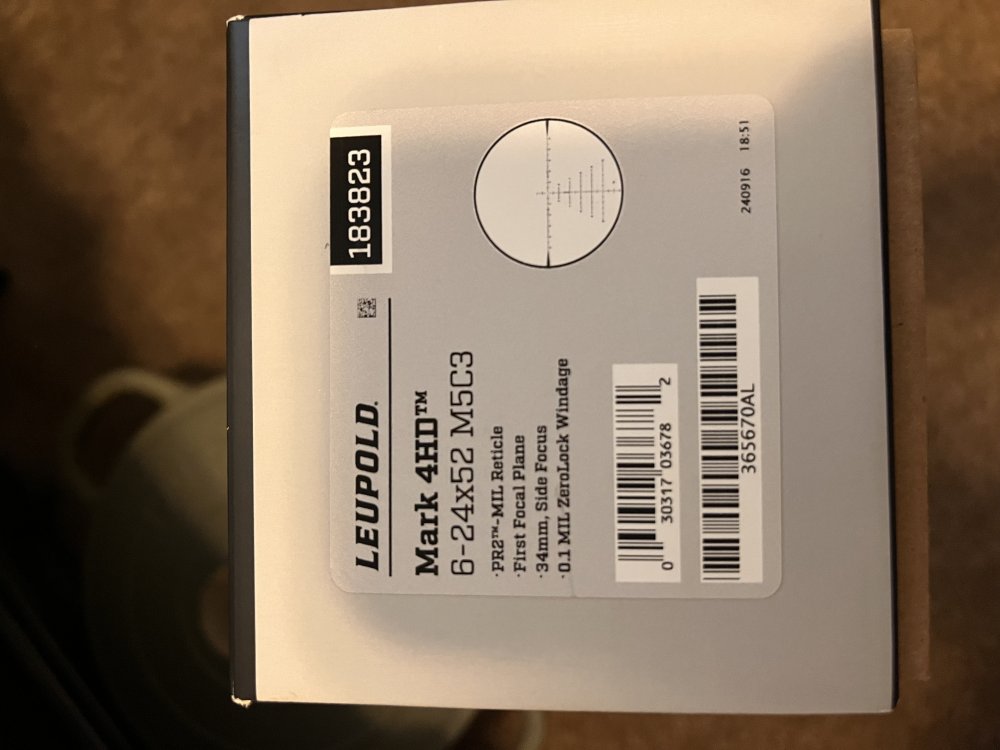 LEUPOLD.
183823
Mark 4HD™
6-24x52 M5C3
·PR2™-MIL Reticle
·First Focal Plane
·34mm, Side Focus
·0.1 MIL ZeroLock Windage
0 30317 03678 2
365670AL
240916 18:51